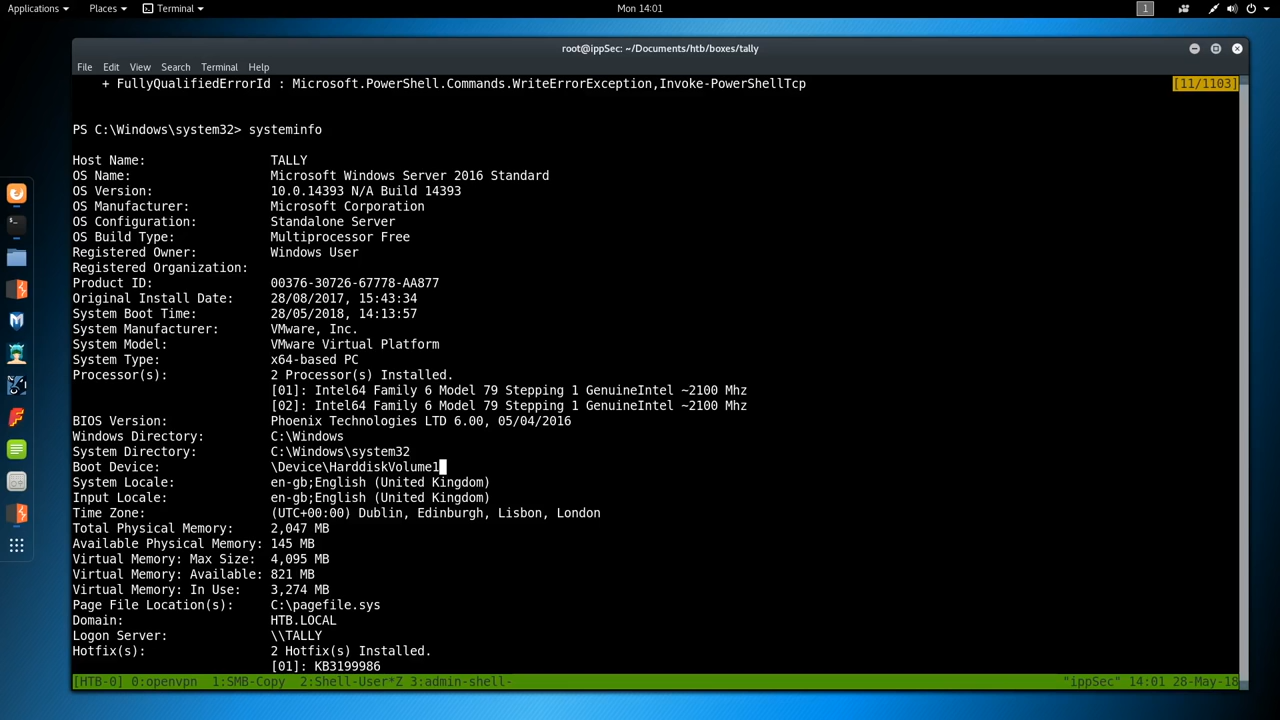 Applications Places Terminal Mon 14:01 1
root@ippSec: ~/Documents/htb/boxes/tally
File Edit View Search Terminal Help
+ FullyQualifiedErrorId : Microsoft.PowerShell.Commands.WriteErrorException,Invoke-PowerShellTcp [11/1103]
PS C:\Windows\system32> systeminfo
Host Name: TALLY
OS Name: Microsoft Windows Server 2016 Standard
OS Version: 10.0.14393 N/A Build 14393
OS Manufacturer: Microsoft Corporation
OS Configuration: Standalone Server
OS Build Type: Multiprocessor Free
Registered Owner: Windows User
Registered Organization:
Product ID: 00376-30726-67778-AA877
Original Install Date: 28/08/2017, 15:43:34
System Boot Time: 28/05/2018, 14:13:57
System Manufacturer: VMware, Inc.
System Model: VMware Virtual Platform
System Type: x64-based PC
Processor(s): 2 Processor(s) Installed.
[01]: Intel64 Family 6 Model 79 Stepping 1 GenuineIntel ~2100 Mhz
[02]: Intel64 Family 6 Model 79 Stepping 1 GenuineIntel ~2100 Mhz
BIOS Version: Phoenix Technologies LTD 6.00, 05/04/2016
Windows Directory: C:\Windows
System Directory: C:\Windows\system32
Boot Device: \Device\HarddiskVolume1
System Locale: en-gb;English (United Kingdom)
Input Locale: en-gb;English (United Kingdom)
Time Zone: (UTC+00:00) Dublin, Edinburgh, Lisbon, London
Total Physical Memory: 2,047 MB
Available Physical Memory: 145 MB
Virtual Memory: Max Size: 4,095 MB
Virtual Memory: Available: 821 MB
Virtual Memory: In Use: 3,274 MB
Page File Location(s): C:\pagefile.sys
Domain: HTB.LOCAL
Logon Server: \\TALLY
Hotfix(s): 2 Hotfix(s) Installed.
[01]: KB3199986
[HTB-0] 0:openvpn 1:SMB-Copy 2:Shell-User*Z 3:admin-shell- "ippSec" 14:01 28-May-18